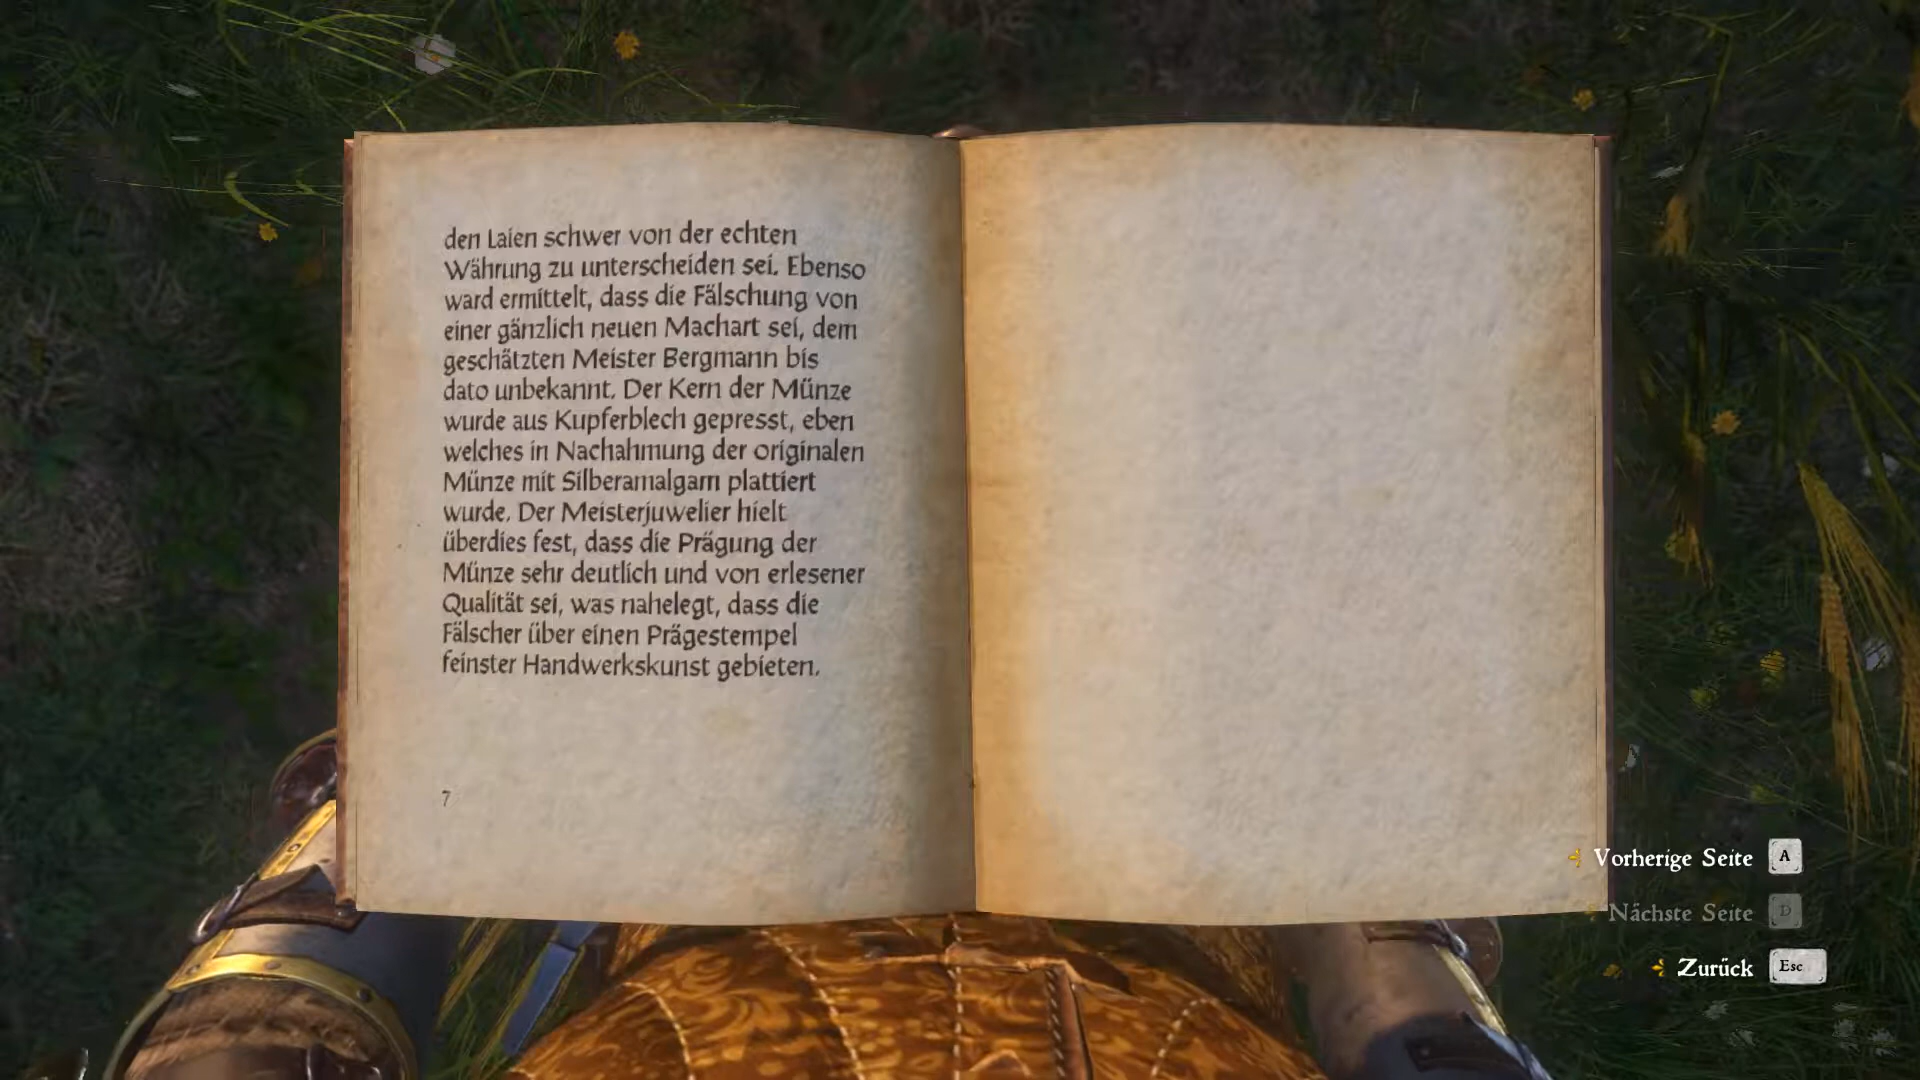 den Laien schwer von der echten
Währung zu unterscheiden sei. Ebenso
ward ermittelt, dass die Fälschung von
einer gänzlich neuen Machart sei, dem
geschätzten Meister Bergmann bis
dato unbekannt. Der Kern der Münze
wurde aus Kupferblech gepresst, eben
welches in Nachahmung der originalen
Münze mit Silberamalgam plattiert
wurde. Der Meisterjuwelier hielt
überdies fest, dass die Prägung der
Münze sehr deutlich und von erlesener
Qualität sei, was nahelegt, dass die
Fälscher über einen Prägestempel
feinster Handwerkskunst gebieten.
7
Vorherige Seite A
Nächste Seite D
Zurück Esc